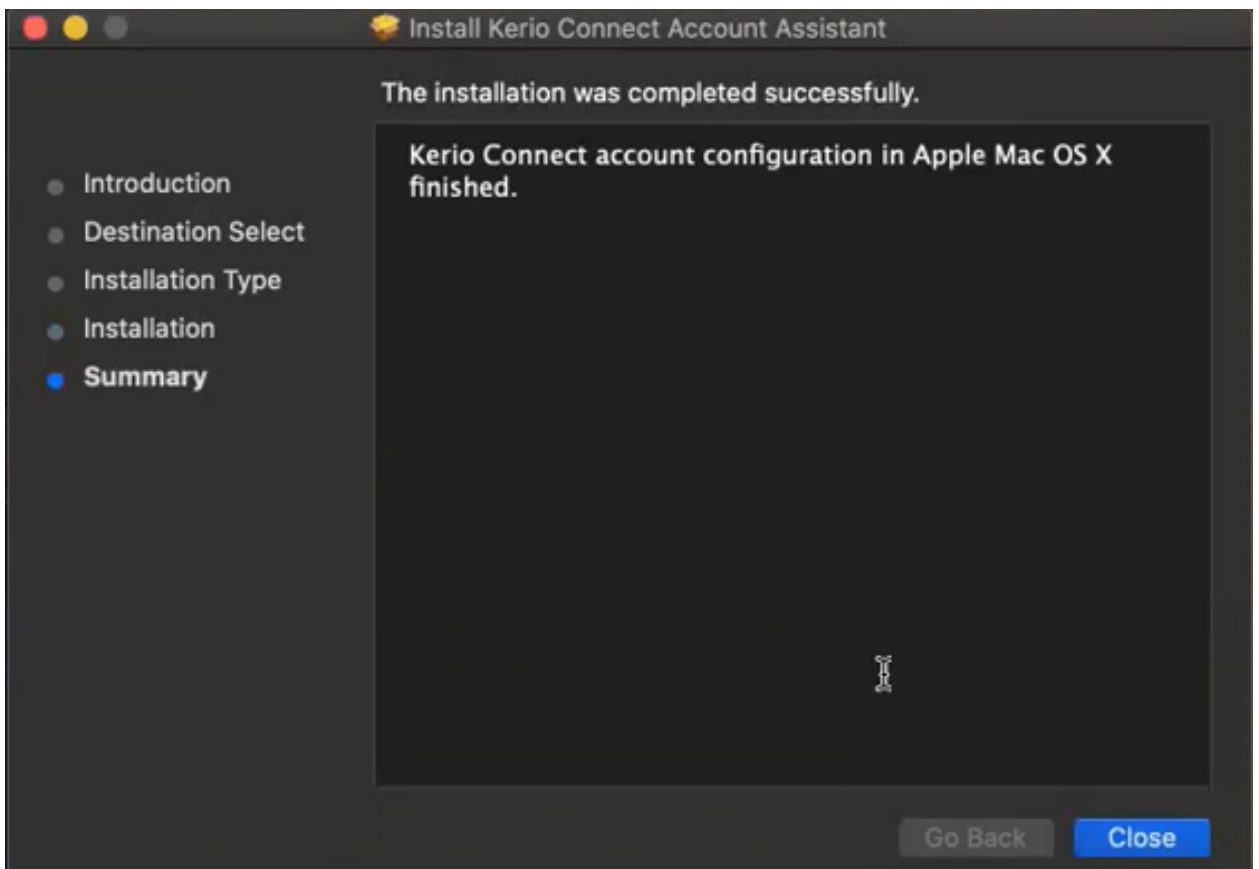 Install Kerio Connect Account Assistant
The installation was completed successfully.
Introduction
Destination Select
Installation Type
Installation
Summary
Kerio Connect account configuration in Apple Mac OS X
finished.
Go Back
Close